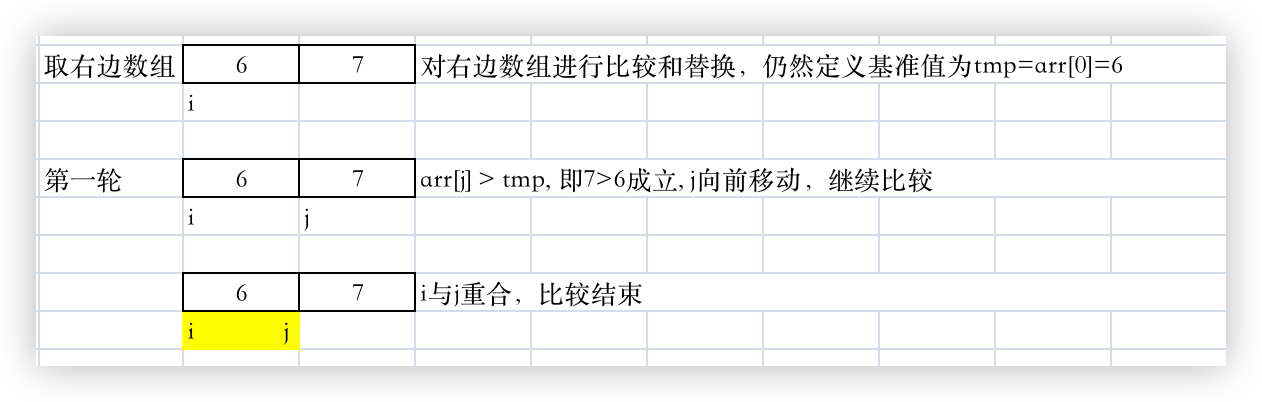 取右边数组 6 7 对右边数组进行比较和替换，仍然定义基准值为tmp=arr[0]=6
i
第一轮 6 7 arr[j] > tmp, 即7>6成立, j向前移动，继续比较
i j
6 7 i与j重合，比较结束
i j